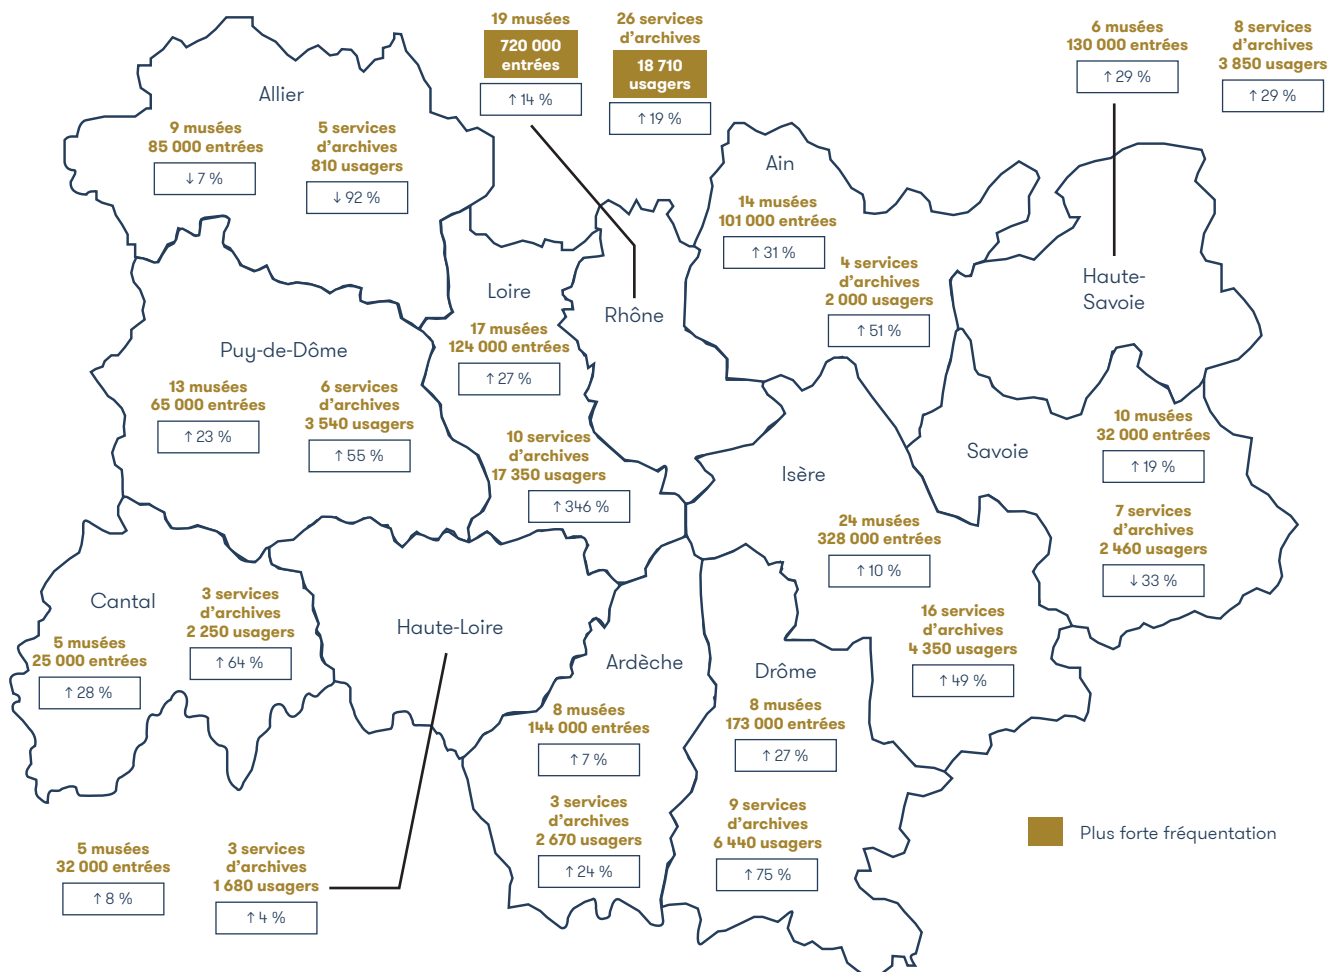 19 musées
720 000
entrées
↑ 14 %
26 services
d'archives
18 710
usagers
↑ 19 %
6 musées
130 000 entrées
↑ 29 %
8 services
d'archives
3 850 usagers
↑ 29 %
Allier
9 musées
85 000 entrées
↓ 7 %
5 services
d'archives
810 usagers
↓ 92 %
Ain
14 musées
101 000 entrées
↑ 31 %
4 services
d'archives
2 000 usagers
↑ 51 %
Haute-
Savoie
Loire
17 musées
124 000 entrées
↑ 27 %
10 services
d'archives
17 350 usagers
↑ 346 %
Rhône
Puy-de-Dôme
13 musées
65 000 entrées
↑ 23 %
6 services
d'archives
3 540 usagers
↑ 55 %
Savoie
10 musées
32 000 entrées
↑ 19 %
7 services
d'archives
2 460 usagers
↓ 33 %
Isère
24 musées
328 000 entrées
↑ 10 %
16 services
d'archives
4 350 usagers
↑ 49 %
Cantal
5 musées
25 000 entrées
↑ 28 %
3 services
d'archives
2 250 usagers
↑ 64 %
Haute-Loire
Ardèche
8 musées
144 000 entrées
↑ 7 %
3 services
d'archives
2 670 usagers
↑ 24 %
Drôme
8 musées
173 000 entrées
↑ 27 %
9 services
d'archives
6 440 usagers
↑ 75 %
5 musées
32 000 entrées
↑ 8 %
3 services
d'archives
1 680 usagers
↑ 4 %
Plus forte fréquentation